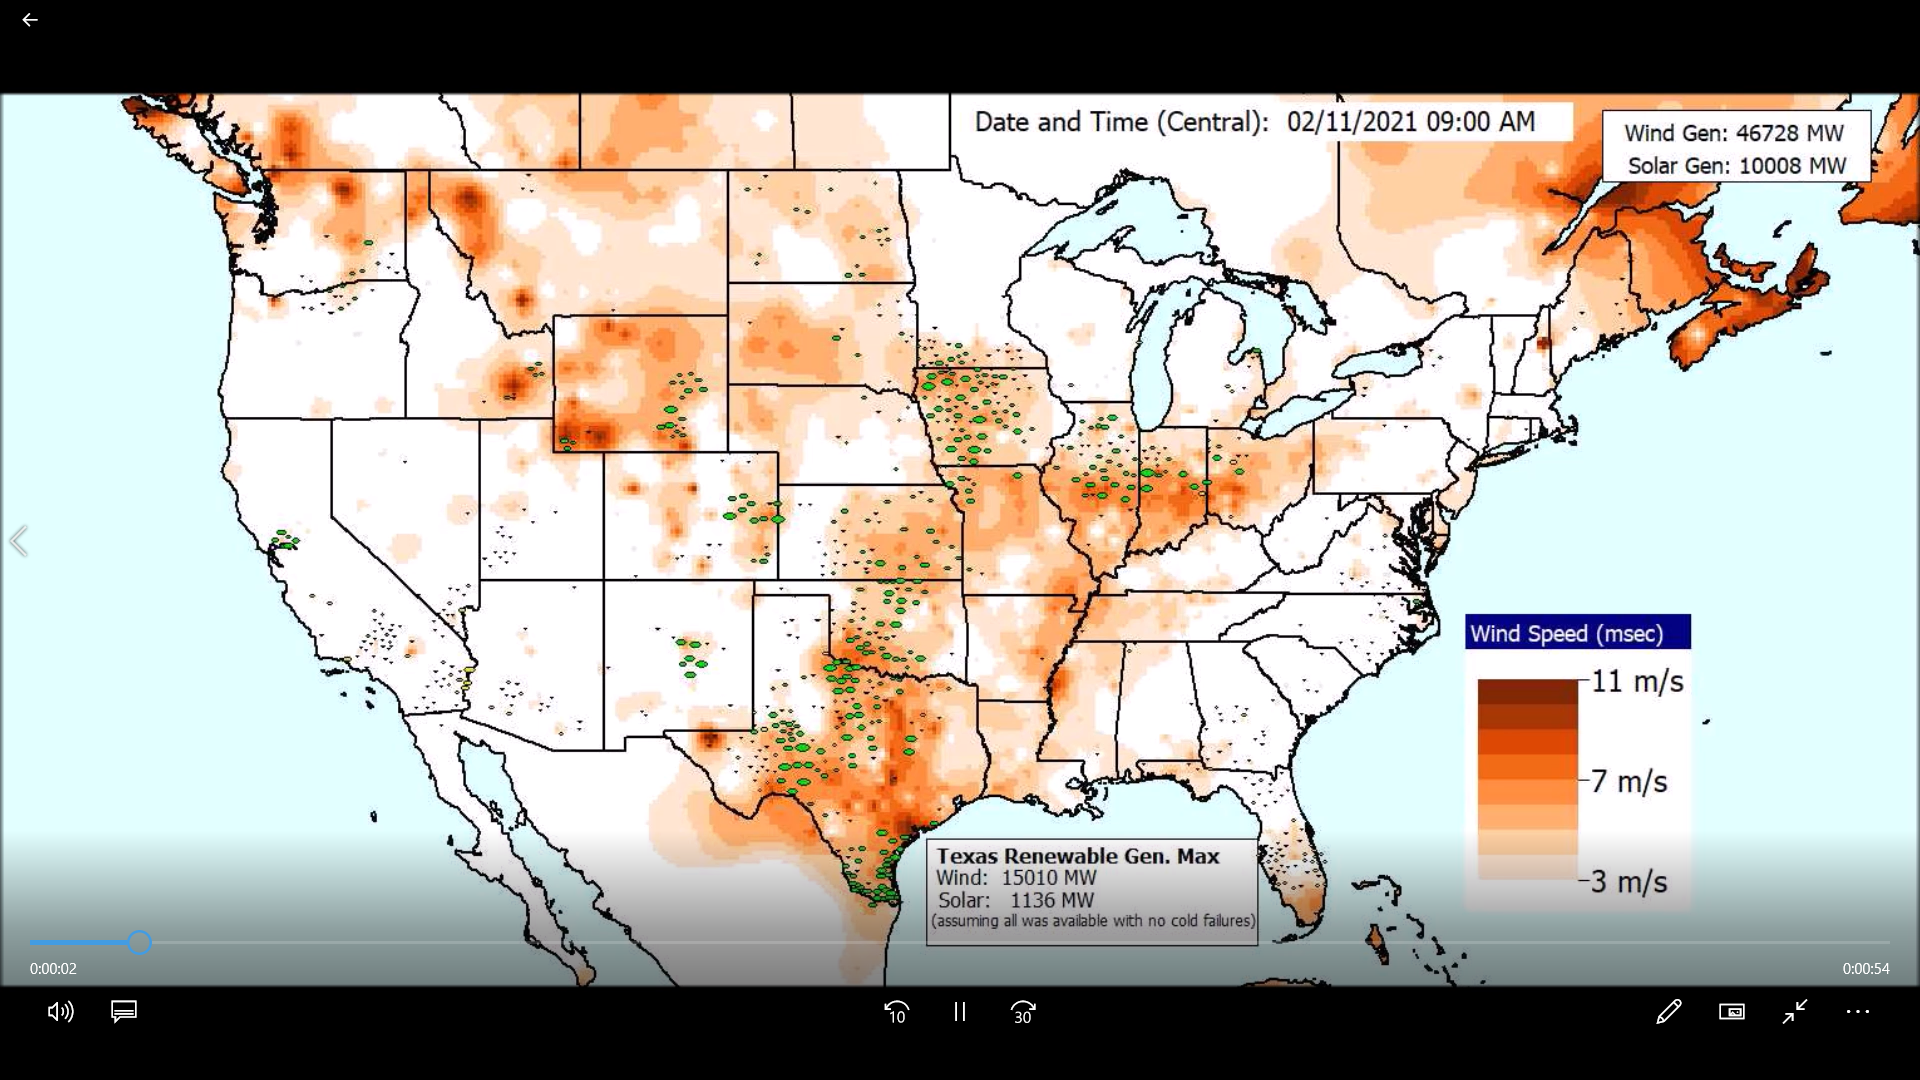 Date and Time (Central): 02/11/2021 09:00 AM
Wind Gen: 46728 MW
Solar Gen: 10008 MW
Wind Speed (msec)
11 m/s
7 m/s
3 m/s
Texas Renewable Gen. Max
Wind: 15010 MW
Solar: 1136 MW
(assuming all was available with no cold failures)
0:00:02
0:00:54
10
30